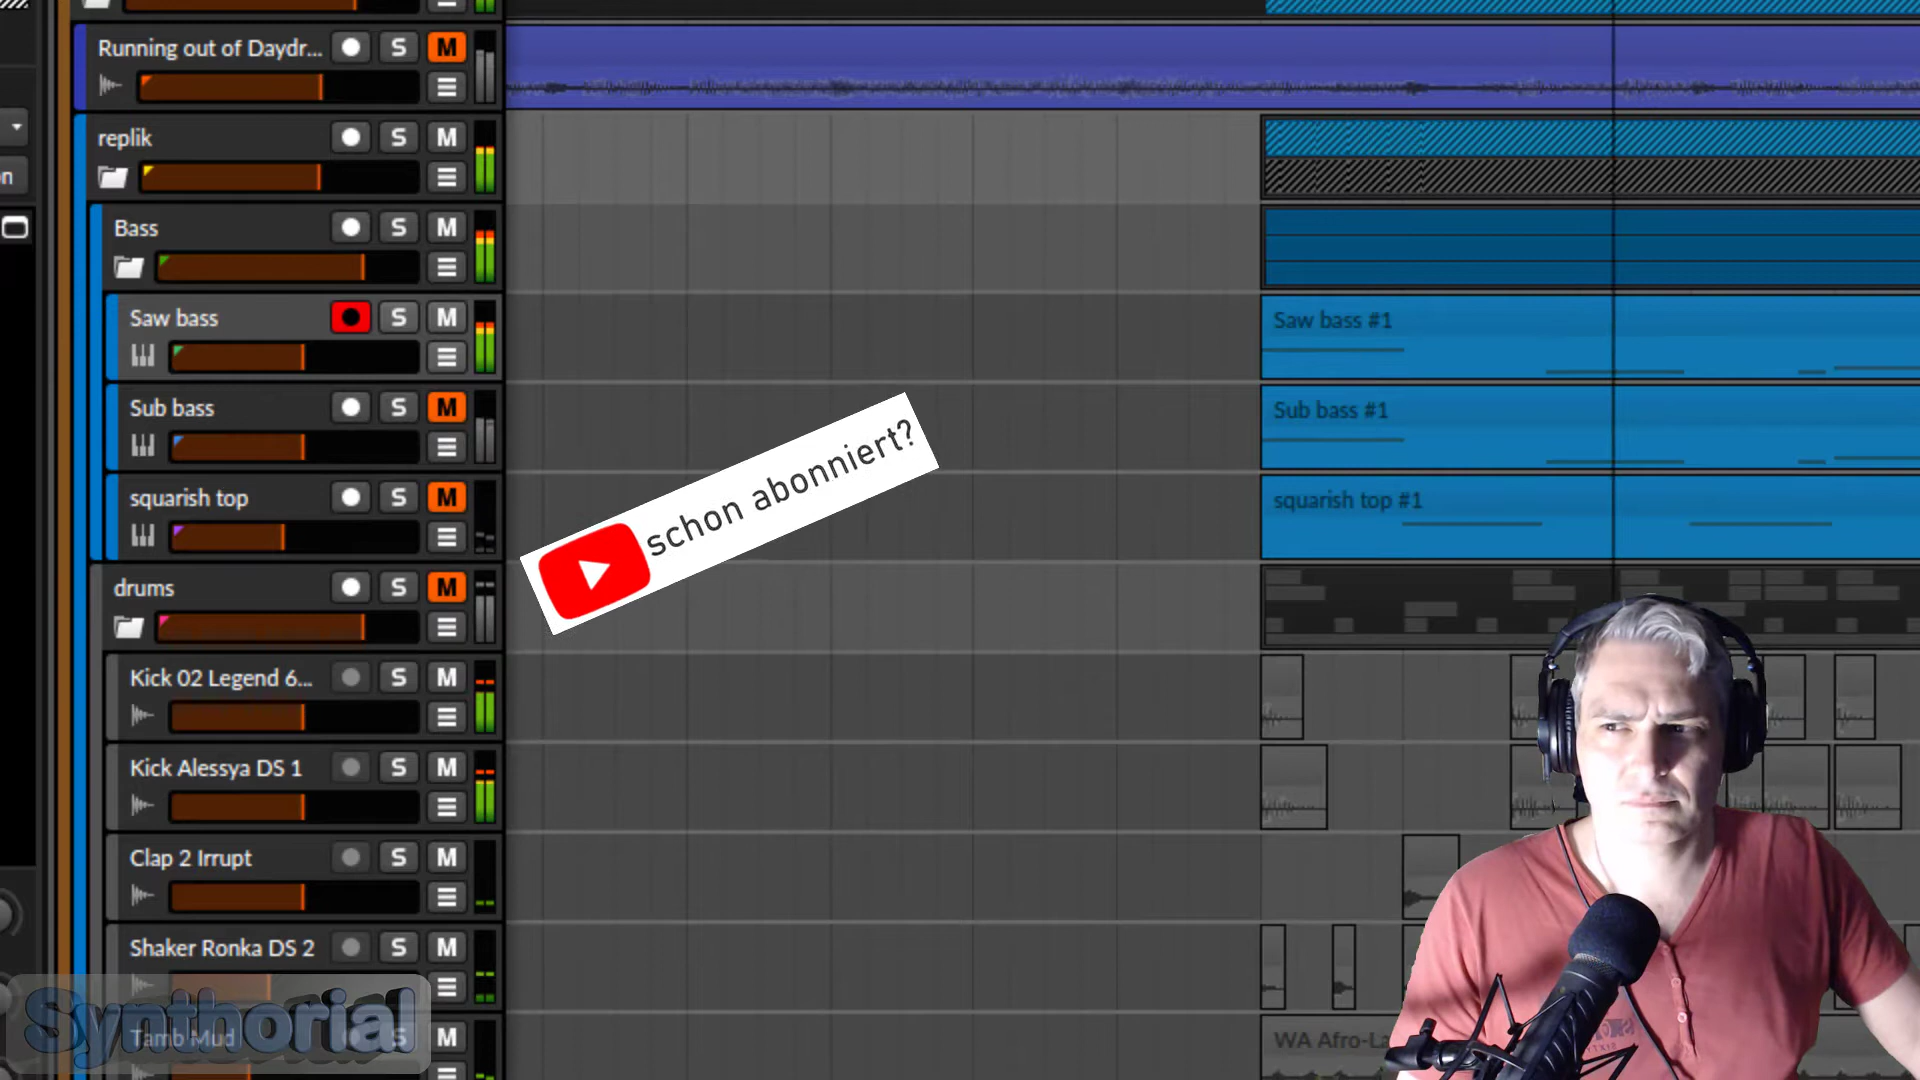 Running out of Daydr...
S
M
replik
S
M
n
Bass
S
M
Saw bass
S
M
Saw bass #1
Sub bass
S
M
Sub bass #1
schon abonniert?
squarish top
S
M
squarish top #1
drums
S
M
Kick 02 Legend 6...
S
M
Kick Alessya DS 1
S
M
Clap 2 Irrupt
S
M
Shaker Ronka DS 2
S
M
Synthorial
Tamb Mud
M
WA Afro-La